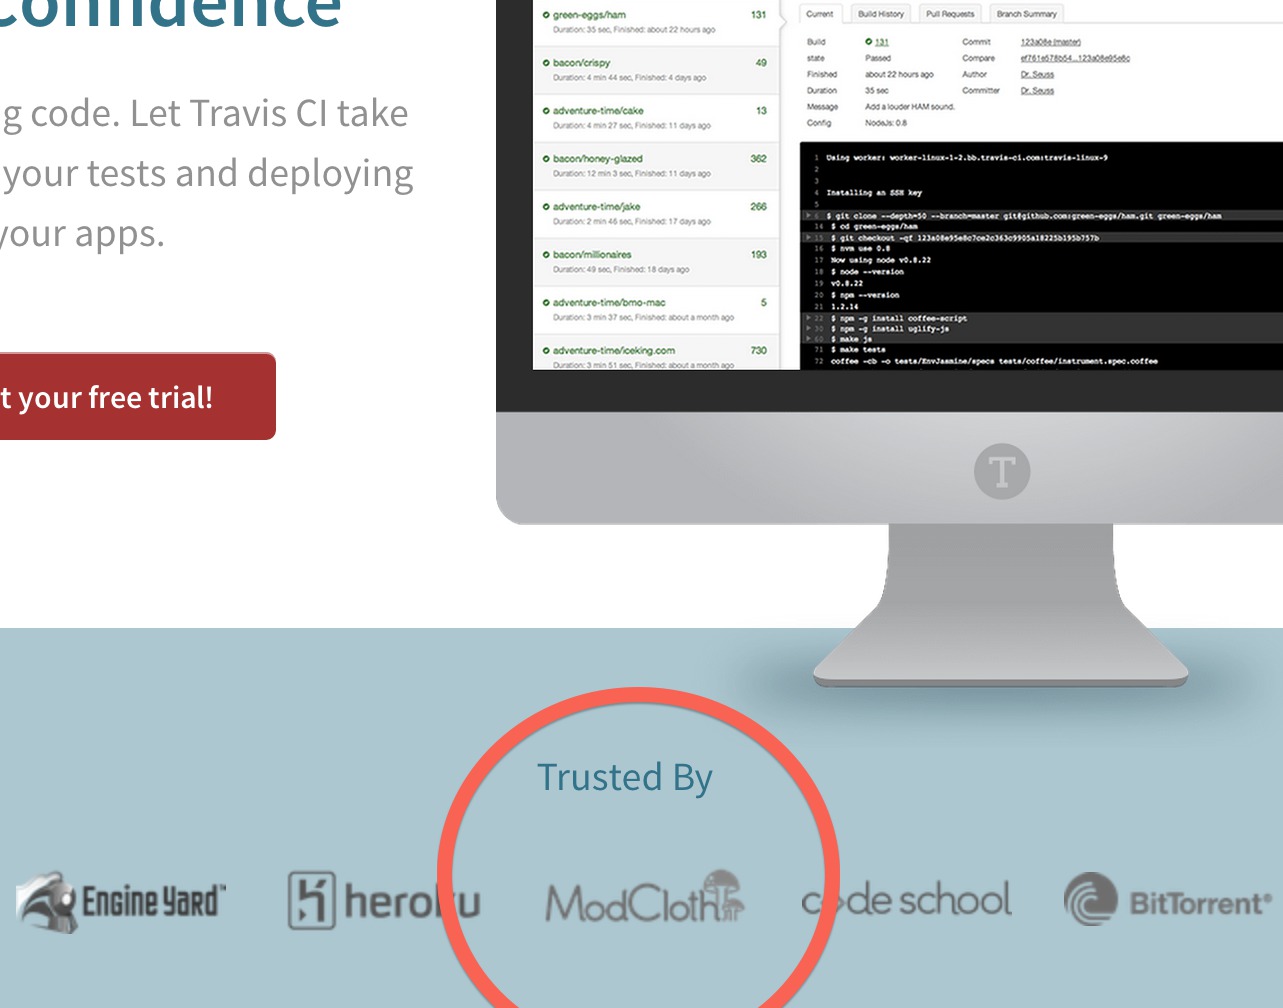 Confidence
g code. Let Travis CI take
your tests and deploying
your apps.
t your free trial!
green-eggs/ham 131
Duration: 35 sec, Finished: about 22 hours ago
bacon/crispy 49
Duration: 4 min 44 sec, Finished: 4 days ago
adventure-time/cake 13
Duration: 4 min 27 sec, Finished: 11 days ago
bacon/honey-glazed 362
Duration: 12 min 3 sec, Finished: 11 days ago
adventure-time/jake 266
Duration: 2 min 46 sec, Finished: 17 days ago
bacon/millionaires 193
Duration: 49 sec, Finished: 18 days ago
adventure-time/bmo-mac 5
Duration: 3 min 37 sec, Finished: about a month ago
adventure-time/iceking.com 730
Duration: 3 min 51 sec, Finished: about a month ago
Current Build History Pull Requests Branch Summary
Build 131 Commit 123a08e (master)
state Passed Compare ef761e578b54...123a08e95e8c
Finished about 22 hours ago Author Dr. Seuss
Duration 35 sec Committer Dr. Seuss
Message Add a louder HAM sound.
Config NodeJs: 0.8
1 Using worker: worker-linux-1-2.bb.travis-ci.com:travis-linux-9
2
3
4 Installing an SSH key
5
6 $ git clone --depth=50 --branch=master git@github.com:green-eggs/ham.git green-eggs/ham
14 $ cd green-eggs/ham
15 $ git checkout -qf 123a08e95e8c7ce2c363c9905a18225b195b757b
16 $ nvm use 0.8
17 Now using node v0.8.22
18 $ node --version
19 v0.8.22
20 $ npm --version
21 1.2.14
22 $ npm -g install coffee-script
30 $ npm -g install uglify-js
60 $ make js
71 $ make tests
72 coffee -cb -o tests/EnvJasmine/specs tests/coffee/instrument.spec.coffee
T
Trusted By
Engine Yard™
heroku
ModCloth
code school
BitTorrent®